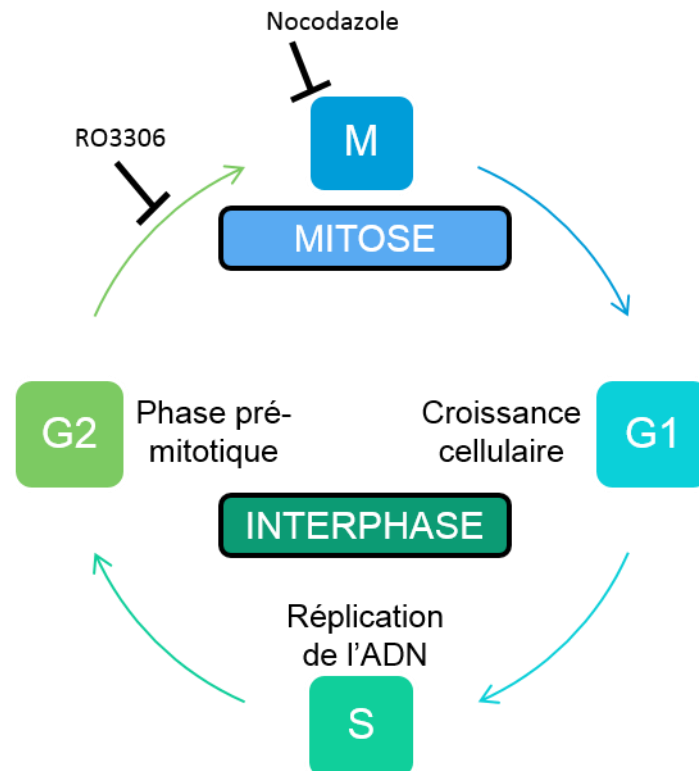 Nocodazole
RO3306
M
MITOSE
G2
Phase pré-
mitotique
Croissance
cellulaire
G1
INTERPHASE
Réplication
de l’ADN
S